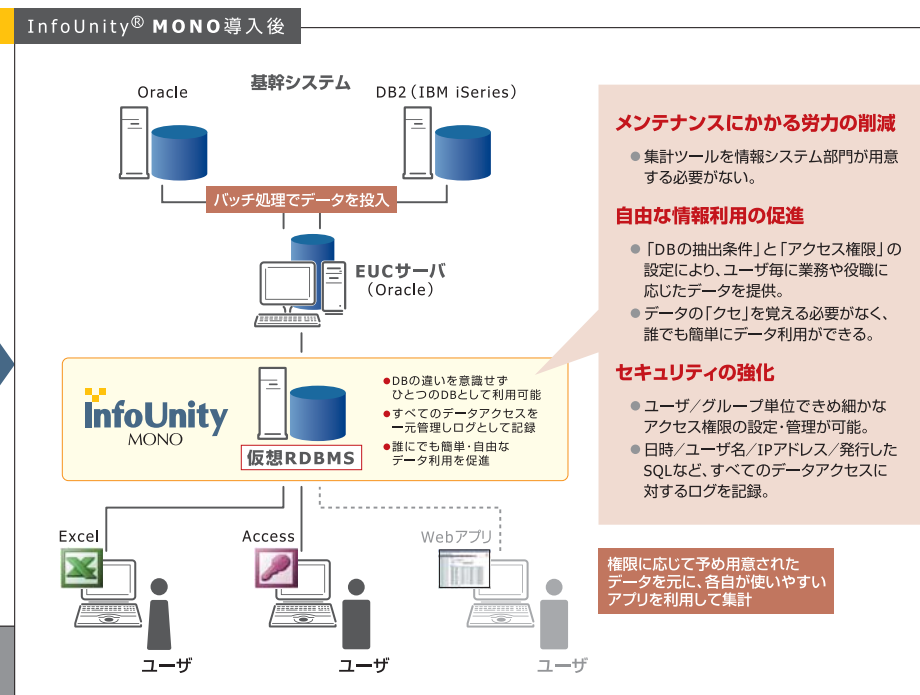 InfoUnity® MONO導入後
基幹システム
Oracle
DB2(IBM iSeries)
バッチ処理でデータを投入
EUCサーバ
(Oracle)
InfoUnity
MONO
仮想RDBMS
●DBの違いを意識せず
ひとつのDBとして利用可能
●すべてのデータアクセスを
一元管理しログとして記録
●誰にでも簡単・自由な
データ利用を促進
Excel
Access
Webアプリ
ユーザ
ユーザ
ユーザ
メンテナンスにかかる労力の削減
●集計ツールを情報システム部門が用意
する必要がない。
自由な情報利用の促進
●「DBの抽出条件」と「アクセス権限」の
設定により、ユーザ毎に業務や役職に
応じたデータを提供。
●データの「クセ」を覚える必要がなく、
誰でも簡単にデータ利用ができる。
セキュリティの強化
●ユーザ/グループ単位できめ細かな
アクセス権限の設定・管理が可能。
●日時/ユーザ名/IPアドレス/発行した
SQLなど、すべてのデータアクセスに
対するログを記録。
権限に応じて予め用意された
データを元に、各自が使いやすい
アプリを利用して集計